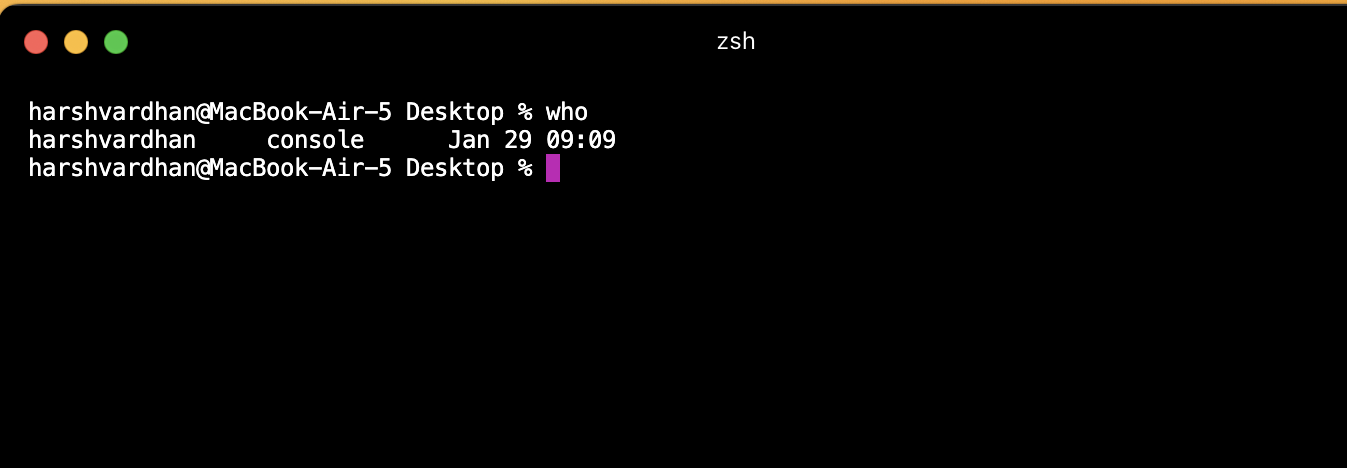 zsh
harshvardhan@MacBook-Air-5 Desktop % who
harshvardhan     console      Jan 29 09:09
harshvardhan@MacBook-Air-5 Desktop %